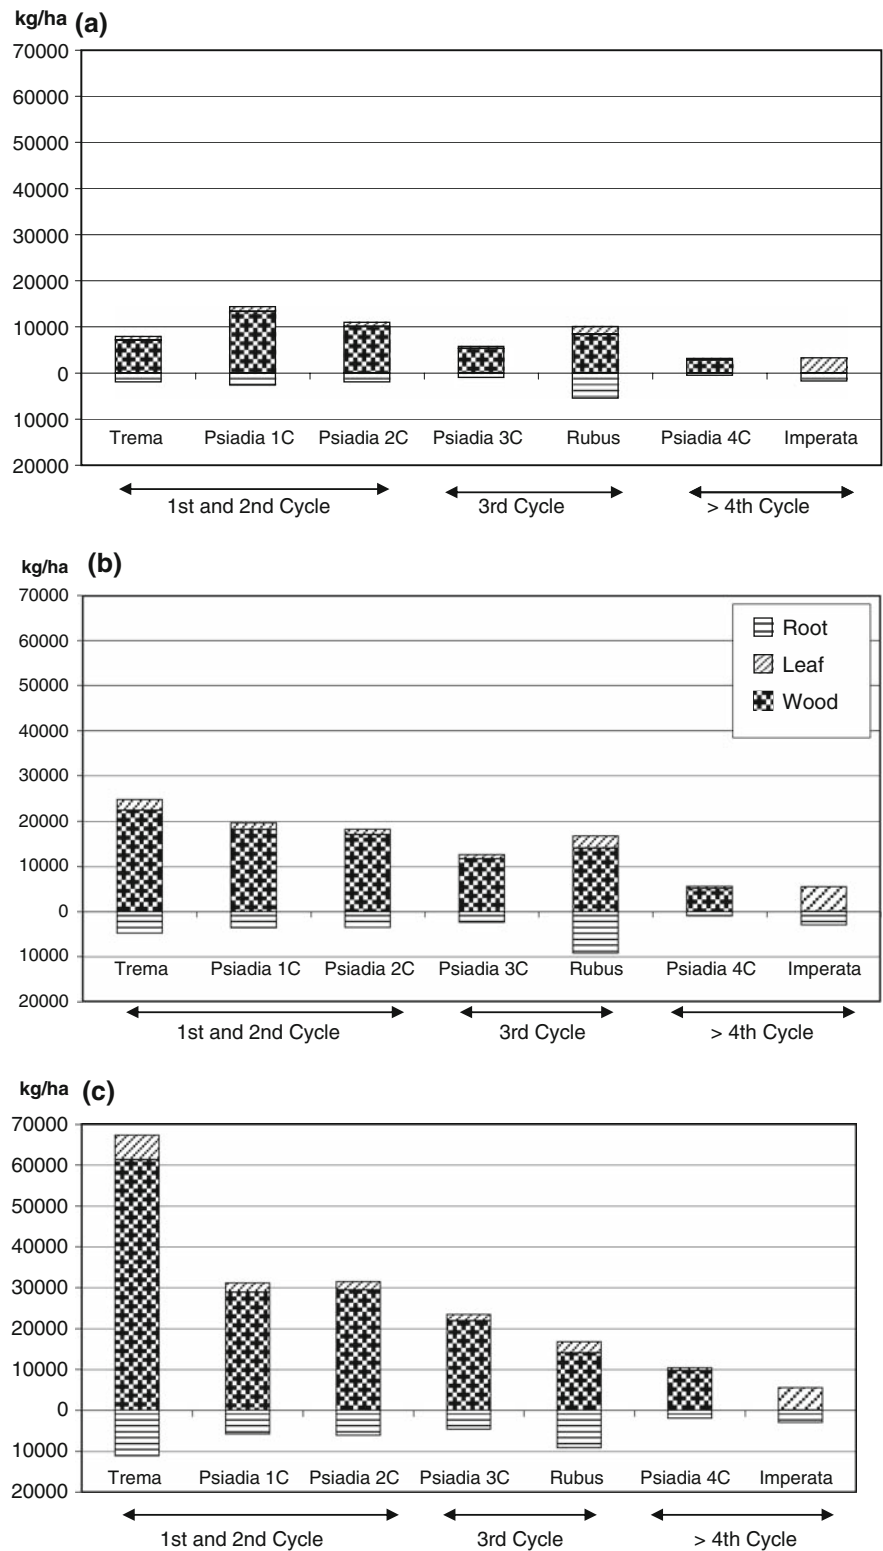 kg/ha (a)
70000
60000
50000
40000
30000
20000
10000
0
10000
20000
Trema Psiadia 1C Psiadia 2C Psiadia 3C Rubus Psiadia 4C Imperata
1st and 2nd Cycle 3rd Cycle > 4th Cycle
kg/ha (b)
70000
60000
50000
40000
30000
20000
10000
0
10000
20000
Root
Leaf
Wood
Trema Psiadia 1C Psiadia 2C Psiadia 3C Rubus Psiadia 4C Imperata
1st and 2nd Cycle 3rd Cycle > 4th Cycle
kg/ha (c)
70000
60000
50000
40000
30000
20000
10000
0
10000
20000
Trema Psiadia 1C Psiadia 2C Psiadia 3C Rubus Psiadia 4C Imperata
1st and 2nd Cycle 3rd Cycle > 4th Cycle